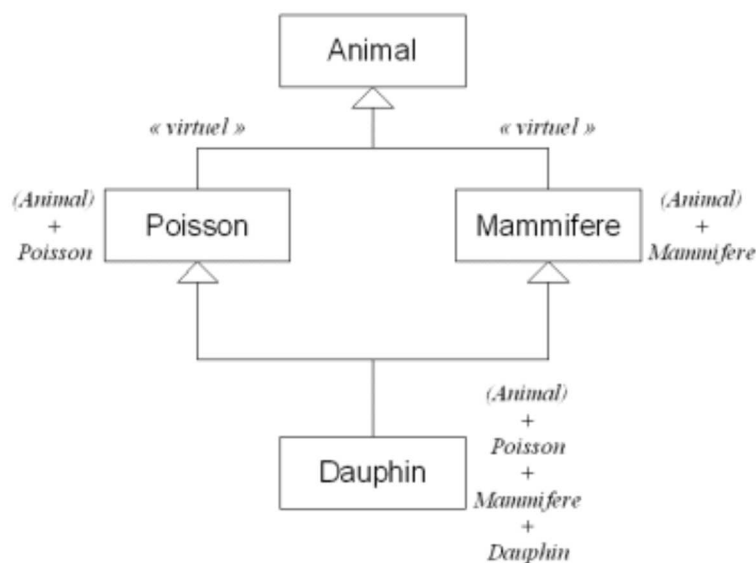 Animal
« virtuel »
« virtuel »
(Animal)
+
Poisson
Poisson
Mammifere
(Animal)
+
Mammifere
Dauphin
(Animal)
+
Poisson
+
Mammifere
+
Dauphin